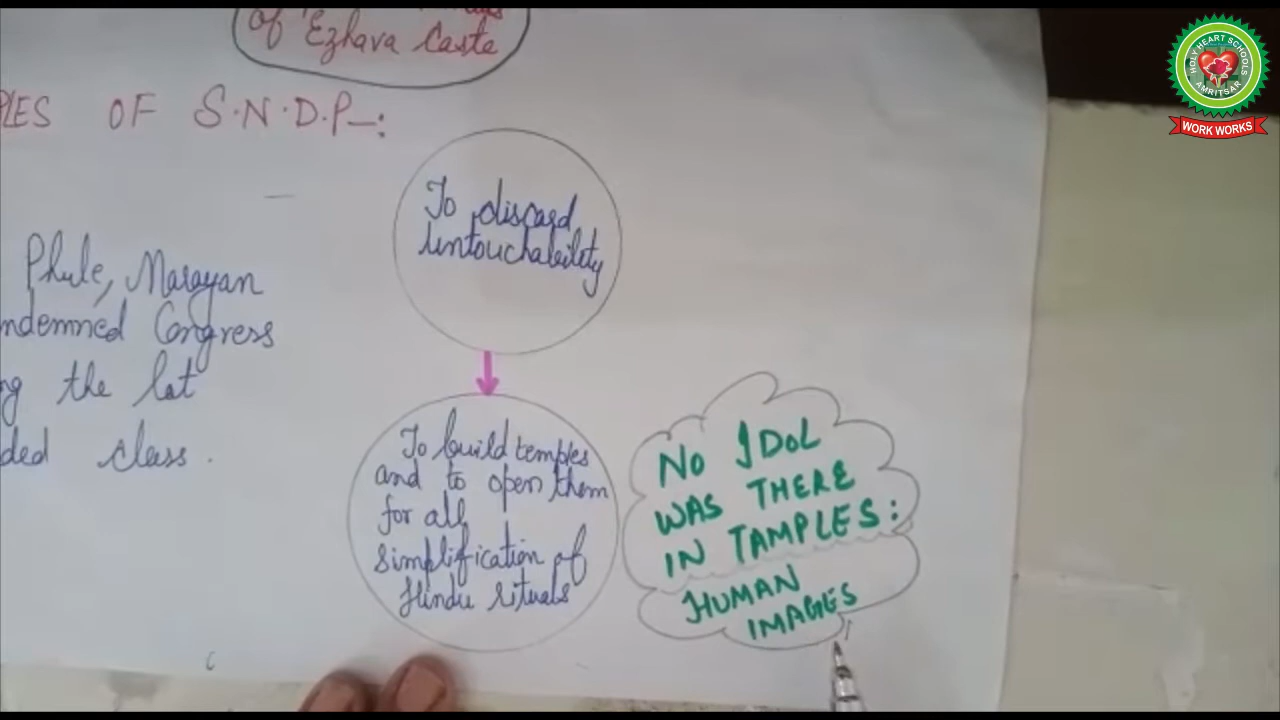 of Ezhava Caste
PLES OF S.N.D.P-:
To discard
untouchability
Phule, Narayan
ndemned Congress
ng the lot
ded class.
To build temples
and to open them
for all
simplification of
Hindu rituals
NO IDOL
WAS THERE
IN TAMPLES:
HUMAN
IMAGES
HOLY HEART SCHOOLS
AMRITSAR
WORK WORKS